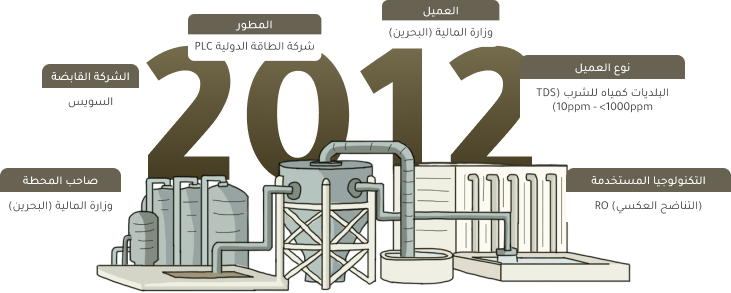 العميل
وزارة المالية (البحرين)
المطور
شركة الطاقة الدولية PLC
نوع العميل
البلديات كمياه للشرب (TDS
10ppm - <1000ppm)
الشركة القابضة
السويس
2012
صاحب المحطة
وزارة المالية (البحرين)
التكنولوجيا المستخدمة
RO (التناضح العكسي)